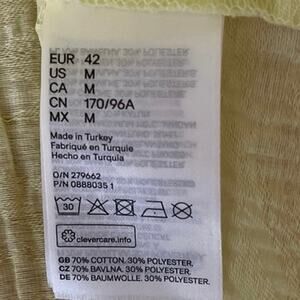 EUR 42
US M
CA M
CN 170/96A
MX M
Made in Turkey
Fabriqué en Turquie
Hecho en Turquia
O/N 279662
P/N 0888035 1
30
clevercare.info
GB 70% COTTON. 30% POLYESTER.
CZ 70% BAVLNA. 30% POLYESTER.
DE 70% BAUMWOLLE. 30% POLYESTER.